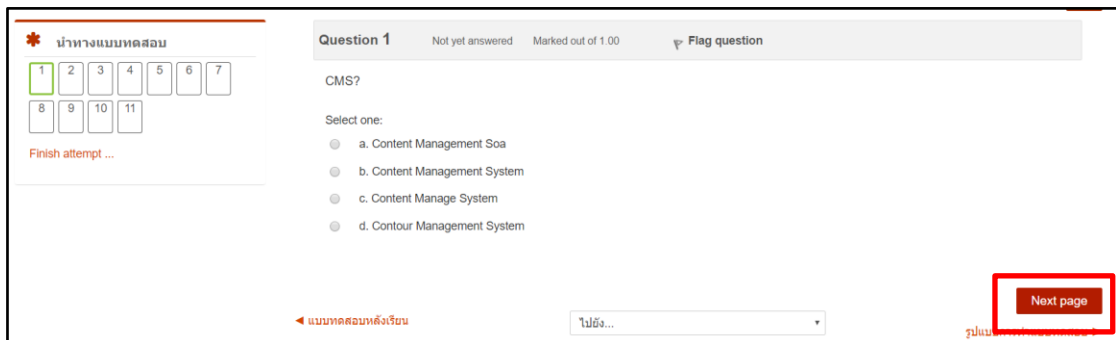 นำทางแบบทดสอบ
1 2 3 4 5 6 7
8 9 10 11
Finish attempt ...
Question 1 Not yet answered Marked out of 1.00 Flag question
CMS?
Select one:
a. Content Management Soa
b. Content Management System
c. Content Manage System
d. Contour Management System
Next page
◄ แบบทดสอบหลังเรียน
ไปยัง...